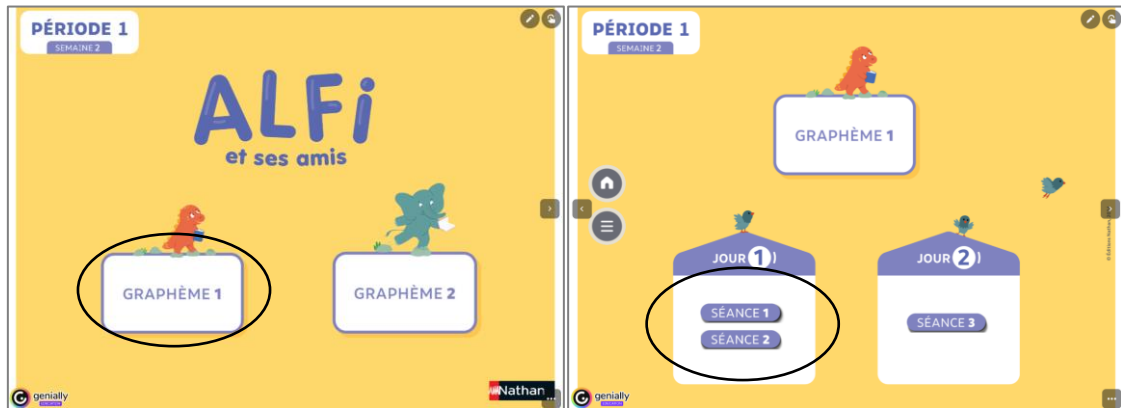 PÉRIODE 1
SEMAINE 2
ALFi
et ses amis
GRAPHÈME 1
GRAPHÈME 2
genially
Nathan
PÉRIODE 1
SEMAINE 2
GRAPHÈME 1
JOUR 1
SÉANCE 1
SÉANCE 2
JOUR 2
SÉANCE 3
genially